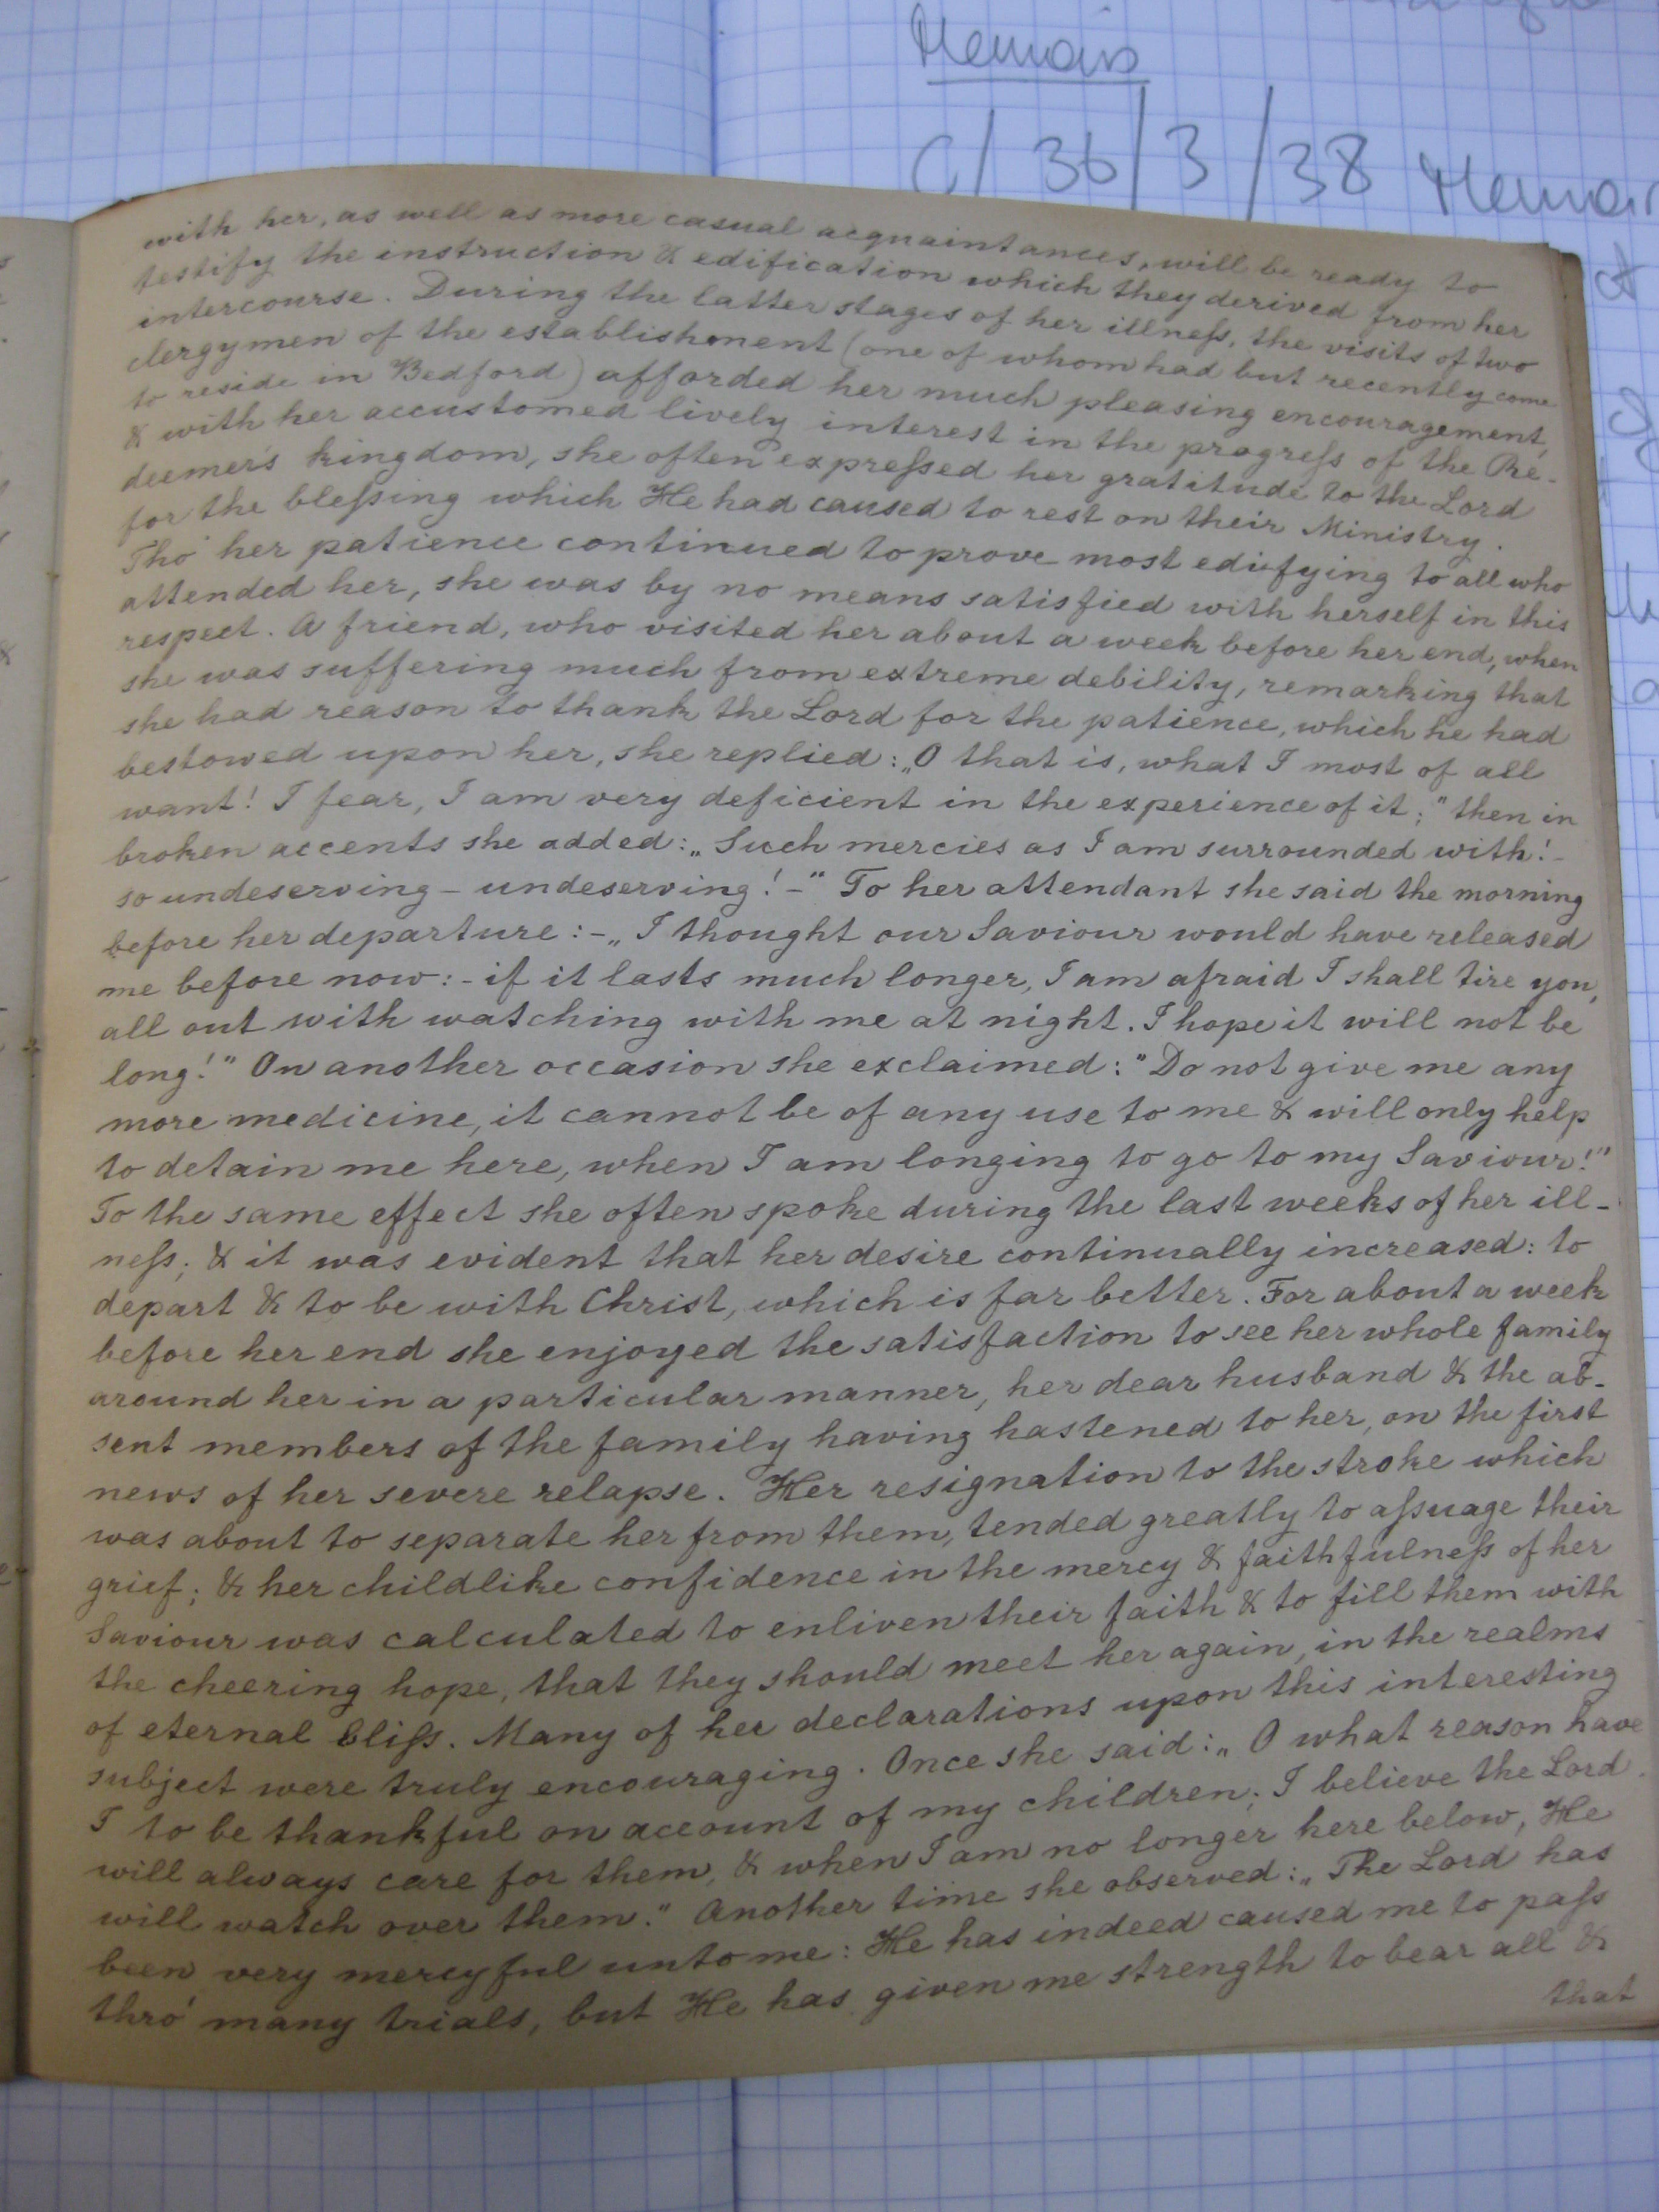 Memoirs
C/36/3/38 Memoir
with her, as well as more casual acquaintances, will be ready to
testify the instruction & edification which they derived from her
intercourse. During the latter stages of her illneſs, the visits of two
clergymen of the establishment (one of whom had but recently come
to reside in Bedford) afforded her much pleasing encouragement,
& with her accustomed lively interest in the progreſs of the Re-
deemer's kingdom, she often expreſsed her gratitude to the Lord
for the bleſsing which He had caused to rest on their Ministry.
Tho' her patience continued to prove most edifying to all who
attended her, she was by no means satisfied with herself in this
respect. A friend, who visited her about a week before her end, when
she was suffering much from extreme debility, remarking that
she had reason to thank the Lord for the patience, which he had
bestowed upon her, she replied: „O that is, what I most of all
want! I fear, I am very deficient in the experience of it;" then in
broken accents she added: „Such mercies as I am surrounded with! -
so undeserving - undeserving! -" To her attendant she said the morning
before her departure: - „I thought our Saviour would have released
me before now: - if it lasts much longer, I am afraid I shall tire you,
all out with watching with me at night. I hope it will not be
long!" On another occasion she exclaimed: "Do not give me any
more medicine, it cannot be of any use to me & will only help
to detain me here, when I am longing to go to my Saviour!"
To the same effect she often spoke during the last weeks of her ill-
neſs; & it was evident that her desire continually increased: to
depart & to be with Christ, which is far better. For about a week
before her end she enjoyed the satisfaction to see her whole family
around her in a particular manner, her dear husband & the ab-
sent members of the family having hastened to her, on the first
news of her severe relapse. Her resignation to the stroke which
was about to separate her from them, tended greatly to aſsuage their
grief; & her childlike confidence in the mercy & faithfulneſs of her
Saviour was calculated to enliven their faith & to fill them with
the cheering hope, that they should meet her again, in the realms
of eternal bliſs. Many of her declarations upon this interesting
subject were truly encouraging. Once she said: „O what reason have
I to be thankful on account of my children; I believe the Lord
will always care for them, & when I am no longer here below, He
will watch over them." Another time she observed: „The Lord has
been very mercyful unto me: He has indeed caused me to paſs
thro' many trials, but He has given me strength to bear all &
that